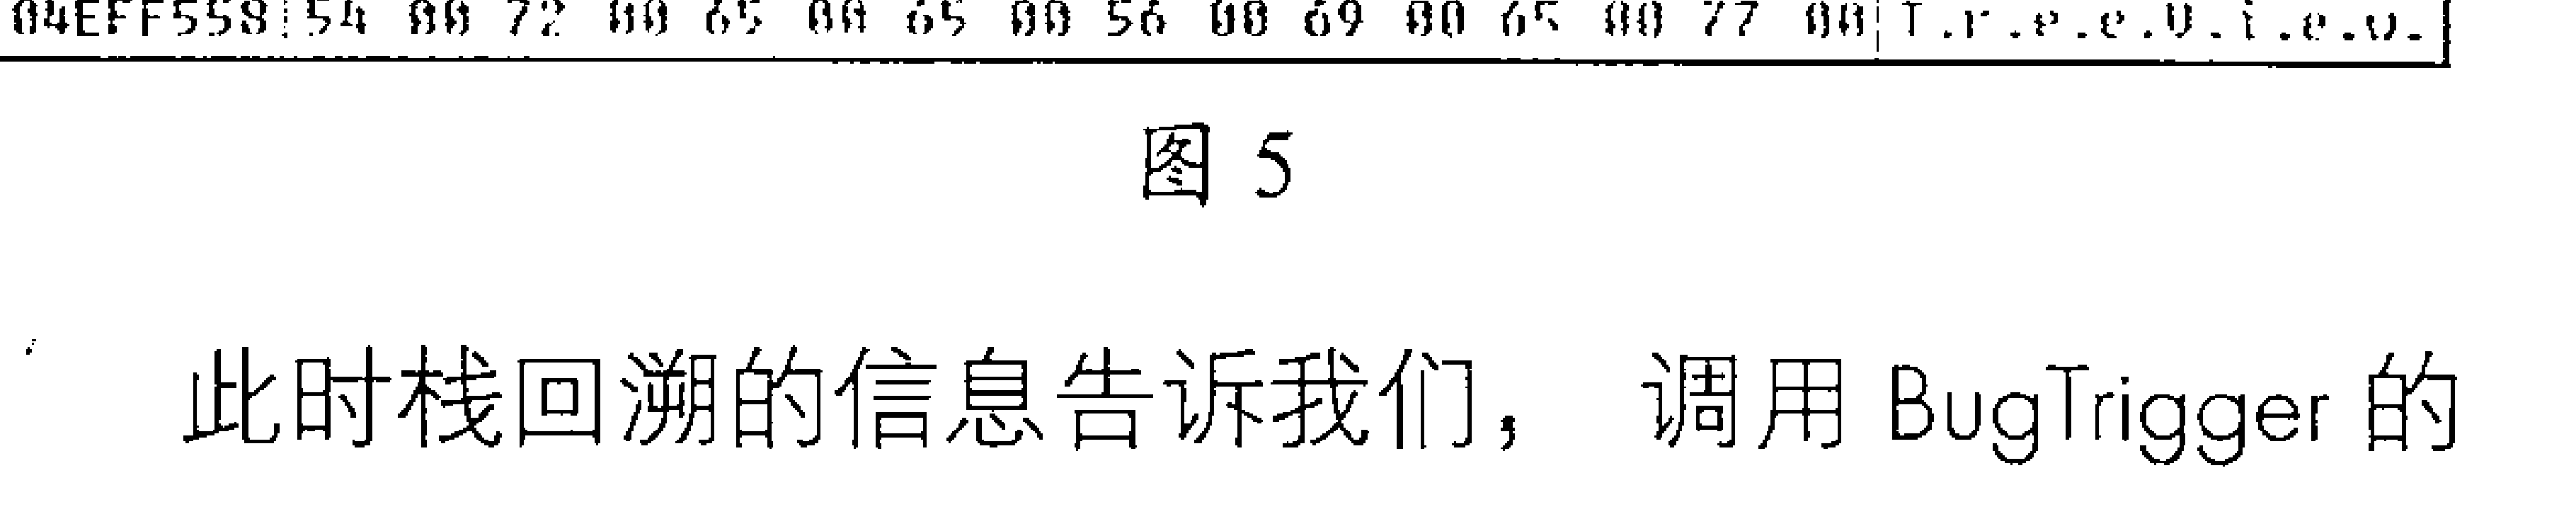 04EFF558 54 00 72 00 65 00 65 00 56 00 69 00 65 00 77 00 T.r.e.e.V.i.e.w.
图 5
此时栈回溯的信息告诉我们， 调用 BugTrigger 的